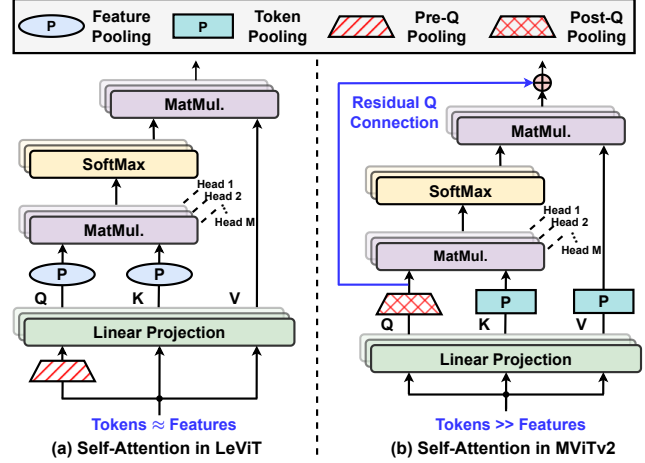 P Feature Pooling
P Token Pooling
Pre-Q Pooling
Post-Q Pooling
MatMul.
SoftMax
Head 1
Head 2
Head M
MatMul.
P
P
Q
K
V
Linear Projection
Tokens ≈ Features
(a) Self-Attention in LeViT
Residual Q
Connection
MatMul.
SoftMax
Head 1
Head 2
Head M
MatMul.
P
P
Q
K
V
Linear Projection
Tokens >> Features
(b) Self-Attention in MViTv2